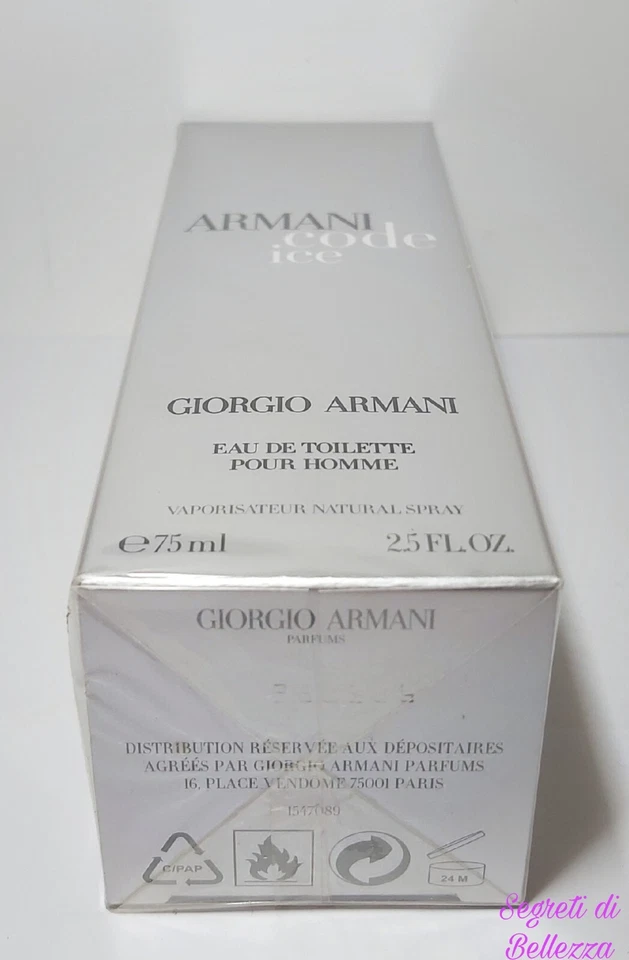 ARMANI
code
ice
GIORGIO ARMANI
EAU DE TOILETTE
POUR HOMME
VAPORISATEUR NATURAL SPRAY
℮75 ml 2.5 FL.OZ.
GIORGIO ARMANI
PARFUMS
DISTRIBUTION RÉSERVÉE AUX DÉPOSITAIRES
AGRÉÉS PAR GIORGIO ARMANI PARFUMS
16, PLACE VENDOME 75001 PARIS
1547089
C/PAP
24 M
Segreti di
Bellezza